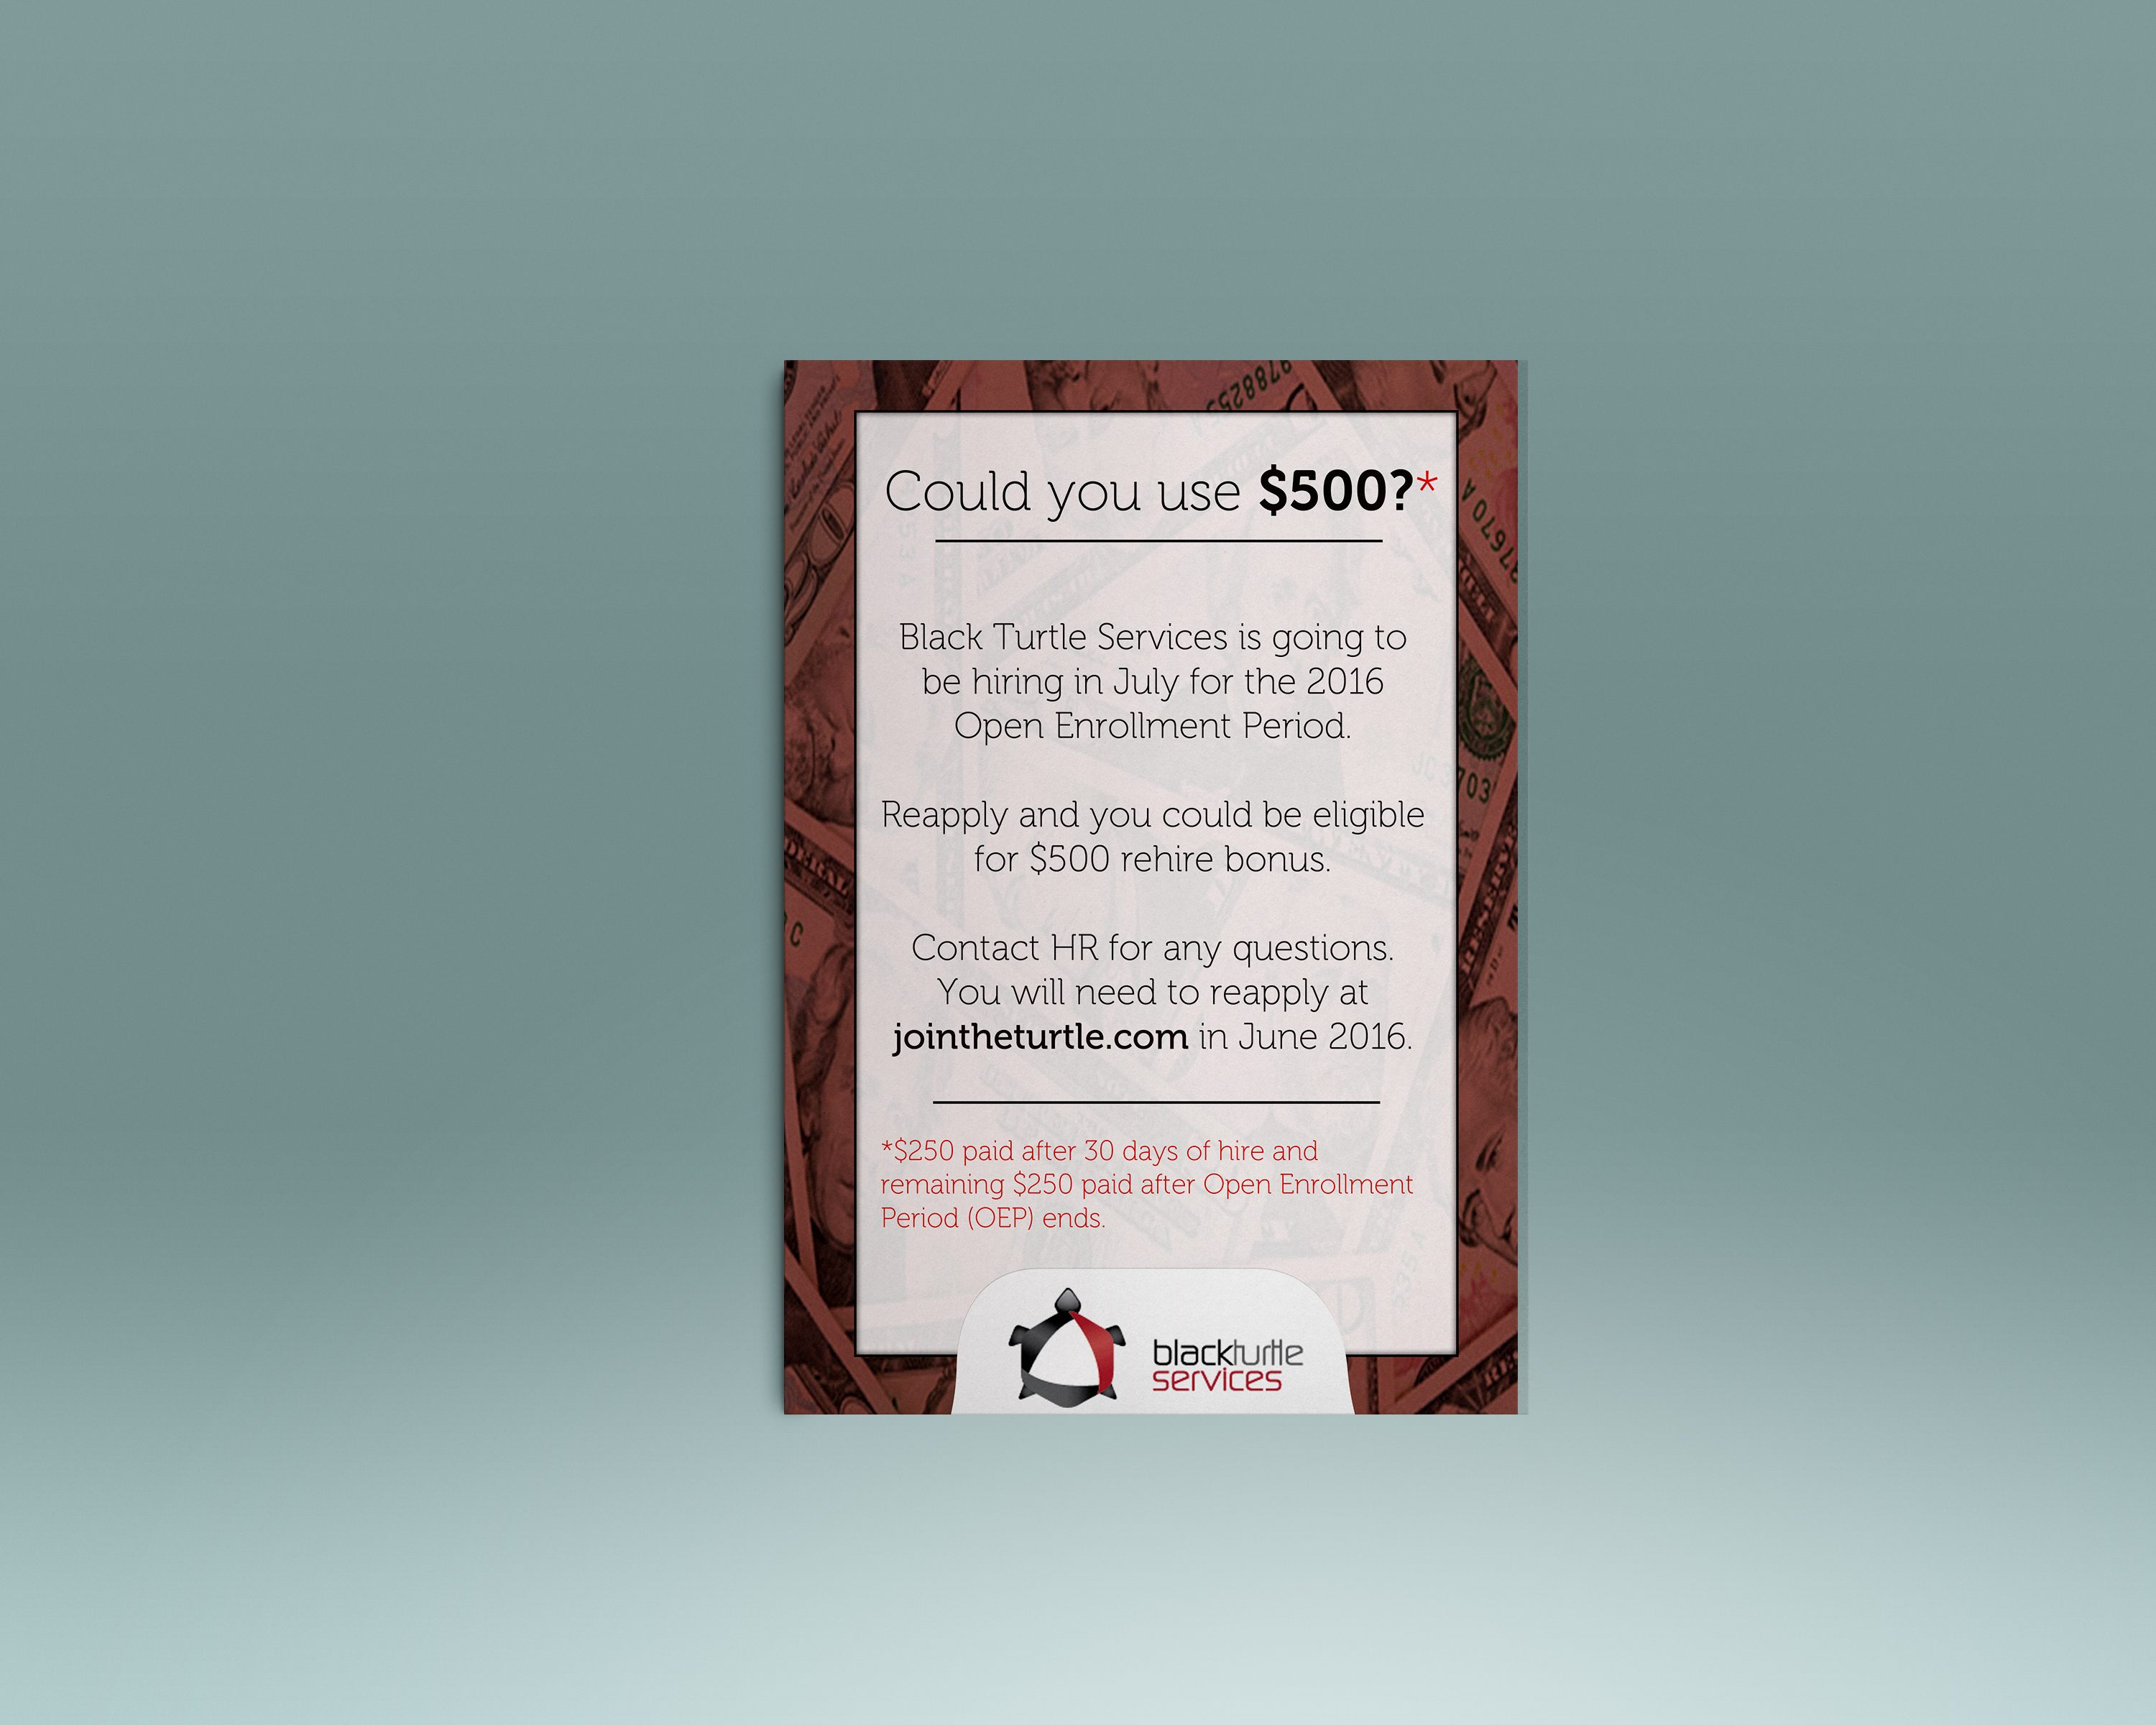 Could you use $500?*
Black Turtle Services is going to
be hiring in July for the 2016
Open Enrollment Period.
Reapply and you could be eligible
for $500 rehire bonus.
Contact HR for any questions.
You will need to reapply at
jointheturtle.com in June 2016.
*$250 paid after 30 days of hire and
remaining $250 paid after Open Enrollment
Period (OEP) ends.
blackturtle
services